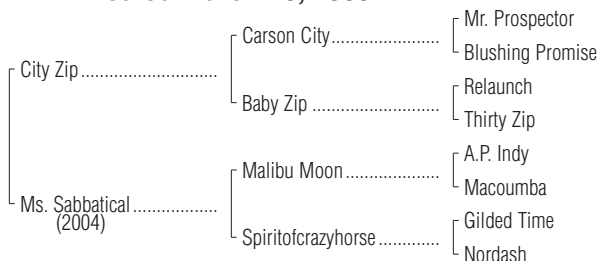 Mr. Prospector
Carson City
Blushing Promise
City Zip
Relaunch
Baby Zip
Thirty Zip
A.P. Indy
Malibu Moon
Macoumba
Ms. Sabbatical
(2004)
Gilded Time
Spiritofcrazyhorse
Nordash